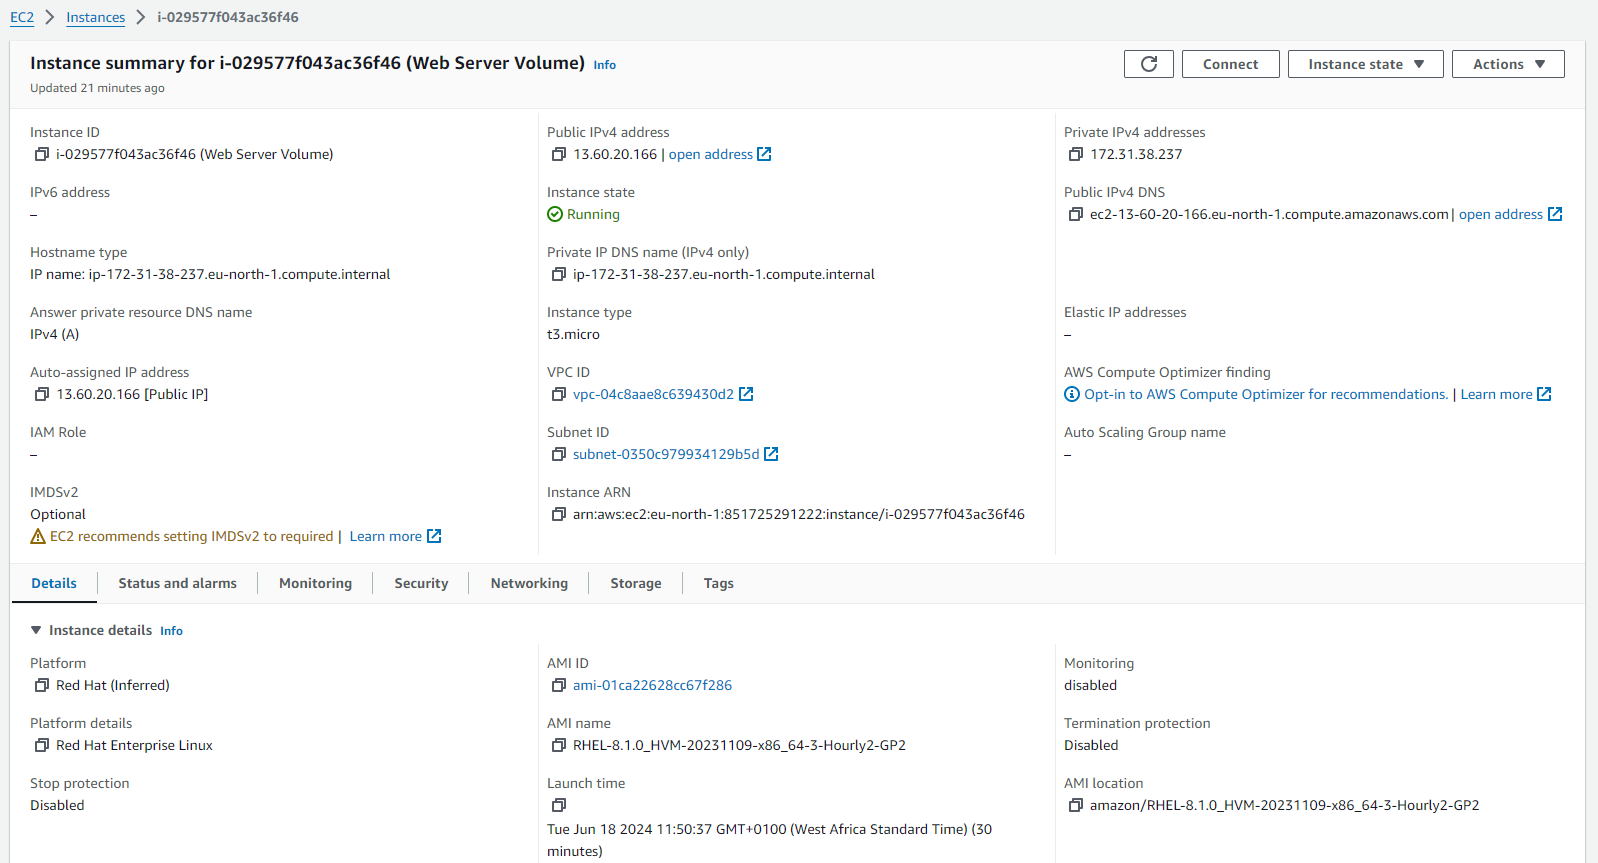 EC2 > Instances > i-029577f043ac36f46
Instance summary for i-029577f043ac36f46 (Web Server Volume) Info
Updated 21 minutes ago
Connect
Instance state
Actions
Instance ID
i-029577f043ac36f46 (Web Server Volume)
Public IPv4 address
13.60.20.166 | open address
Private IPv4 addresses
172.31.38.237
IPv6 address
–
Instance state
Running
Public IPv4 DNS
ec2-13-60-20-166.eu-north-1.compute.amazonaws.com | open address
Hostname type
IP name: ip-172-31-38-237.eu-north-1.compute.internal
Private IP DNS name (IPv4 only)
ip-172-31-38-237.eu-north-1.compute.internal
Answer private resource DNS name
IPv4 (A)
Instance type
t3.micro
Elastic IP addresses
–
Auto-assigned IP address
13.60.20.166 [Public IP]
VPC ID
vpc-04c8aae8c639430d2
AWS Compute Optimizer finding
Opt-in to AWS Compute Optimizer for recommendations. | Learn more
IAM Role
–
Subnet ID
subnet-0350c979934129b5d
Auto Scaling Group name
–
IMDSv2
Optional
EC2 recommends setting IMDSv2 to required | Learn more
Instance ARN
arn:aws:ec2:eu-north-1:851725291222:instance/i-029577f043ac36f46
Details
Status and alarms
Monitoring
Security
Networking
Storage
Tags
Instance details Info
Platform
Red Hat (Inferred)
AMI ID
ami-01ca22628cc67f286
Monitoring
disabled
Platform details
Red Hat Enterprise Linux
AMI name
RHEL-8.1.0_HVM-20231109-x86_64-3-Hourly2-GP2
Termination protection
Disabled
Stop protection
Disabled
Launch time
Tue Jun 18 2024 11:50:37 GMT+0100 (West Africa Standard Time) (30
minutes)
AMI location
amazon/RHEL-8.1.0_HVM-20231109-x86_64-3-Hourly2-GP2